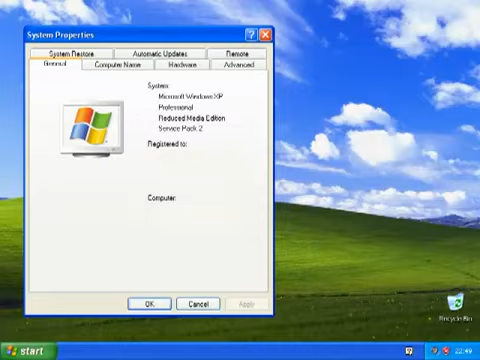 System Properties
System Restore
Automatic Updates
Remote
General
Computer Name
Hardware
Advanced
System:
Microsoft Windows XP
Professional
Reduced Media Edition
Service Pack 2
Registered to:
Computer:
OK
Cancel
Apply
Recycle Bin
start
22:49